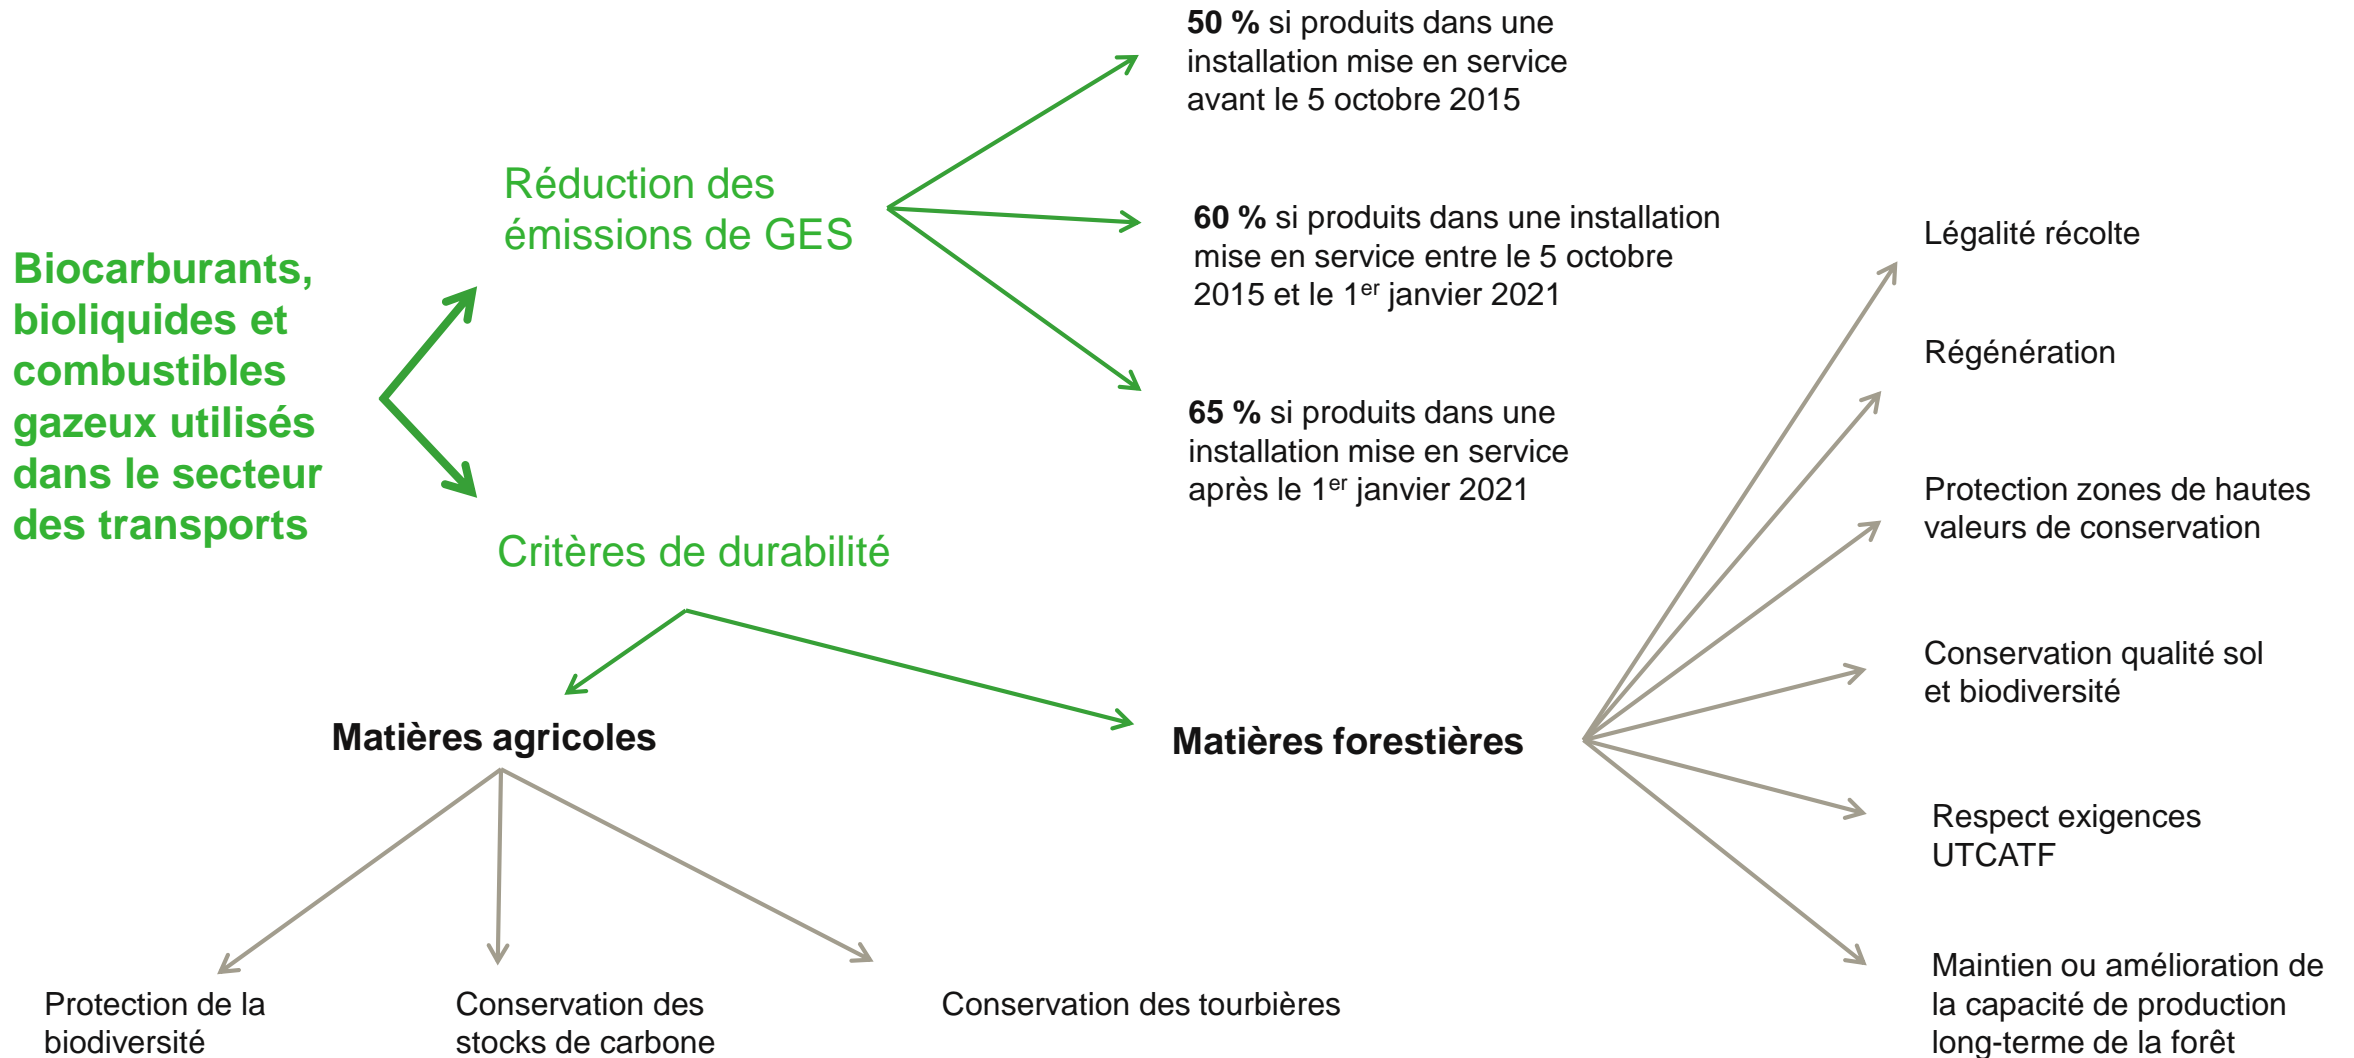 Biocarburants,
bioliquides et
combustibles
gazeux utilisés
dans le secteur
des transports
Réduction des
émissions de GES
50 % si produits dans une
installation mise en service
avant le 5 octobre 2015
60 % si produits dans une installation
mise en service entre le 5 octobre
2015 et le 1er janvier 2021
65 % si produits dans une
installation mise en service
après le 1er janvier 2021
Critères de durabilité
Matières agricoles
Protection de la
biodiversité
Conservation des
stocks de carbone
Conservation des tourbières
Matières forestières
Légalité récolte
Régénération
Protection zones de hautes
valeurs de conservation
Conservation qualité sol
et biodiversité
Respect exigences
UTCATF
Maintien ou amélioration de
la capacité de production
long-terme de la forêt